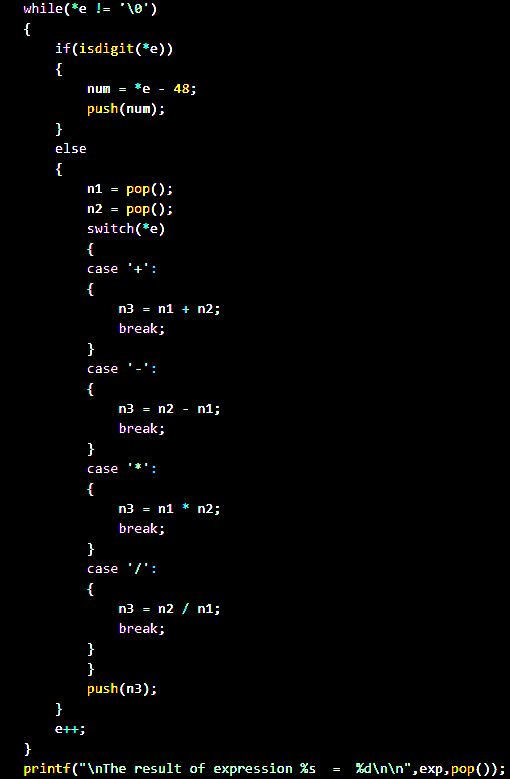 while(*e != '\0')
{
    if(isdigit(*e))
    {
        num = *e - 48;
        push(num);
    }
    else
    {
        n1 = pop();
        n2 = pop();
        switch(*e)
        {
        case '+':
        {
            n3 = n1 + n2;
            break;
        }
        case '-':
        {
            n3 = n2 - n1;
            break;
        }
        case '*':
        {
            n3 = n1 * n2;
            break;
        }
        case '/':
        {
            n3 = n2 / n1;
            break;
        }
        }
        push(n3);
    }
    e++;
}
printf("\nThe result of expression %s  =  %d\n\n",exp,pop());